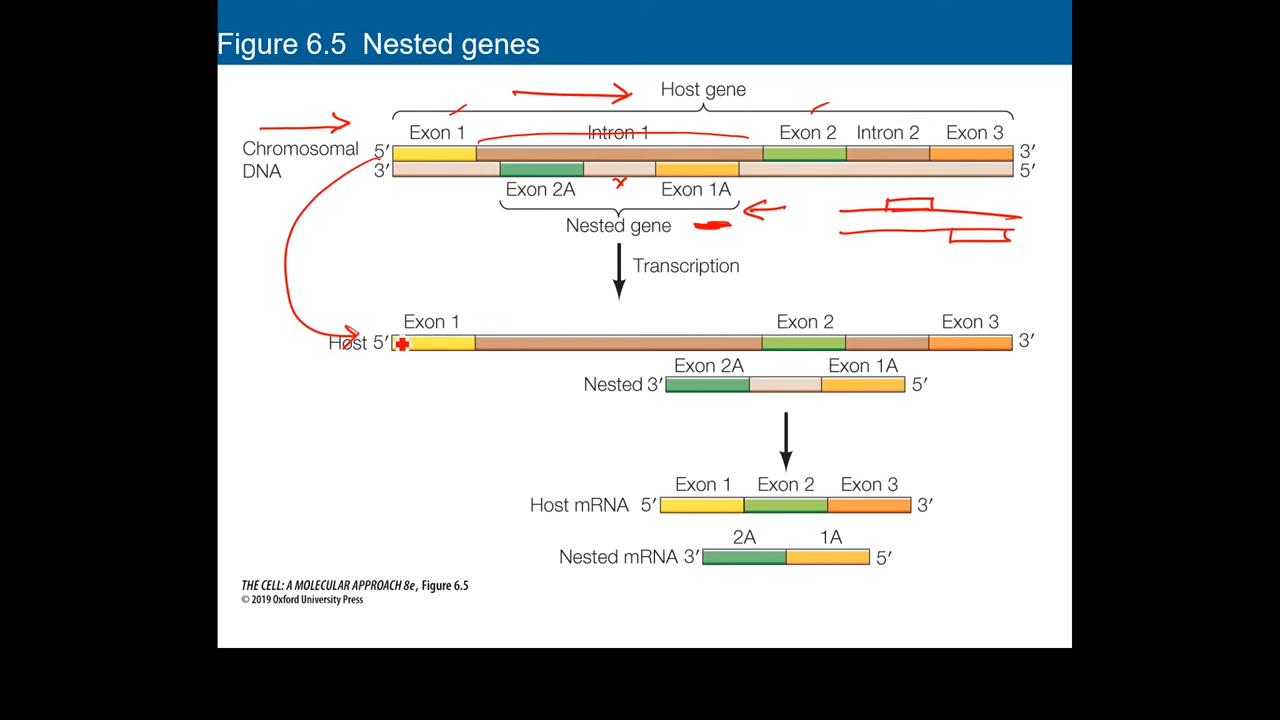 Figure 6.5 Nested genes
Host gene
Exon 1 Intron 1 Exon 2 Intron 2 Exon 3
Chromosomal DNA
5′ 3′
3′ 5′
Exon 2A Exon 1A
Nested gene
Transcription
Exon 1 Exon 2 Exon 3
Host 5′ 3′
Exon 2A Exon 1A
Nested 3′ 5′
Exon 1 Exon 2 Exon 3
Host mRNA 5′ 3′
2A 1A
Nested mRNA 3′ 5′
THE CELL: A MOLECULAR APPROACH 8e, Figure 6.5
© 2019 Oxford University Press